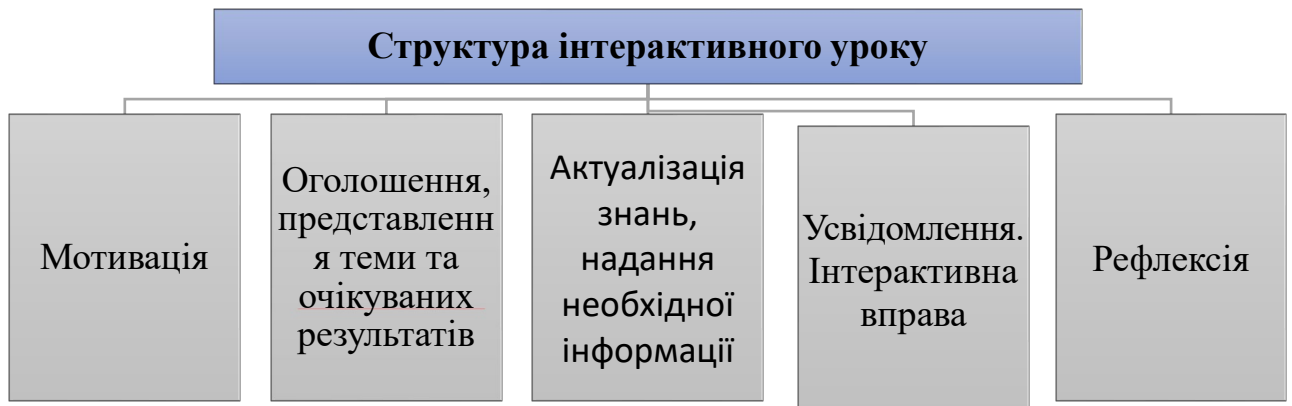 Структура інтерактивного уроку
Мотивація
Оголошення,
представленн
я теми та
очікуваних
результатів
Актуалізація
знань,
надання
необхідної
інформації
Усвідомлення.
Інтерактивна
вправа
Рефлексія